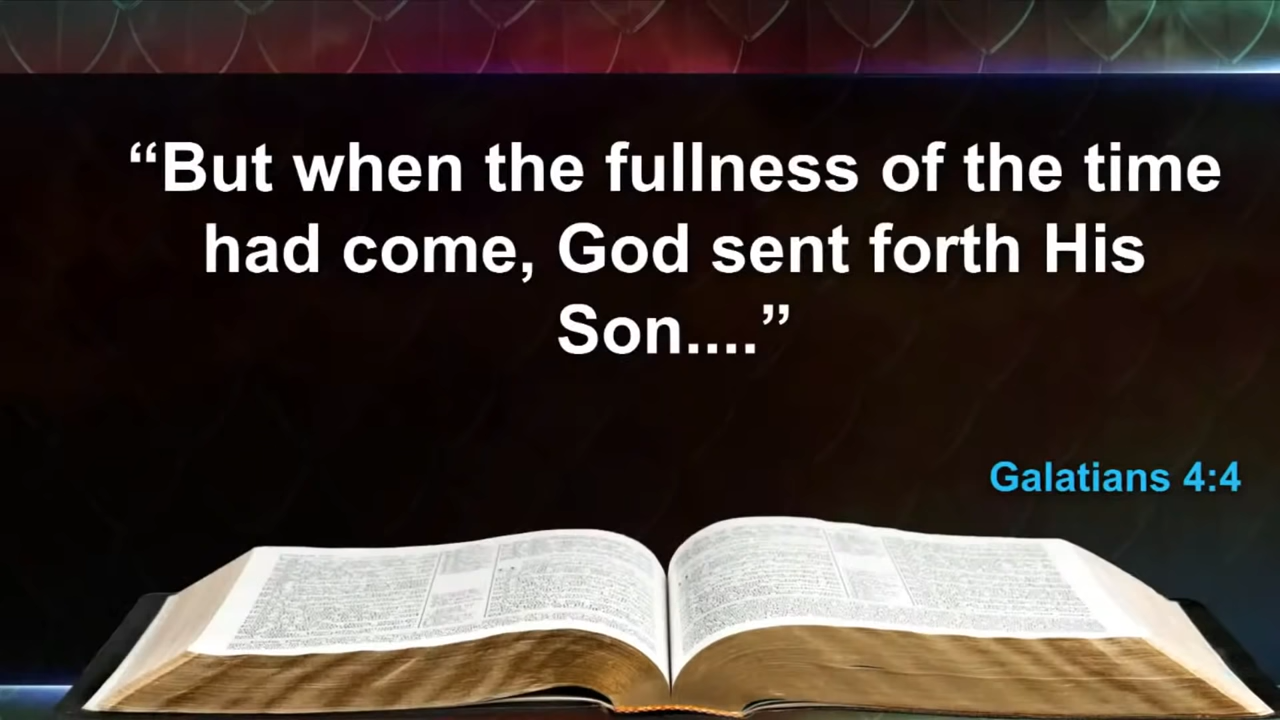 “But when the fullness of the time
had come, God sent forth His
Son....”
Galatians 4:4